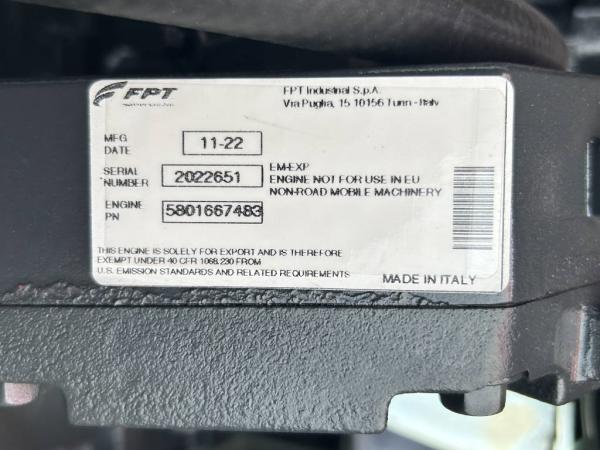 FPT
FPT Industrial S.p.A.
Via Puglia, 15 10156 Turin - Italy
MFG DATE 11-22
SERIAL NUMBER 2022651
EM-EXP
ENGINE NOT FOR USE IN EU
NON-ROAD MOBILE MACHINERY
ENGINE PN 5801667483
THIS ENGINE IS SOLELY FOR EXPORT AND IS THEREFORE
EXEMPT UNDER 40 CFR 1068.230 FROM
U.S. EMISSION STANDARDS AND RELATED REQUIREMENTS
MADE IN ITALY